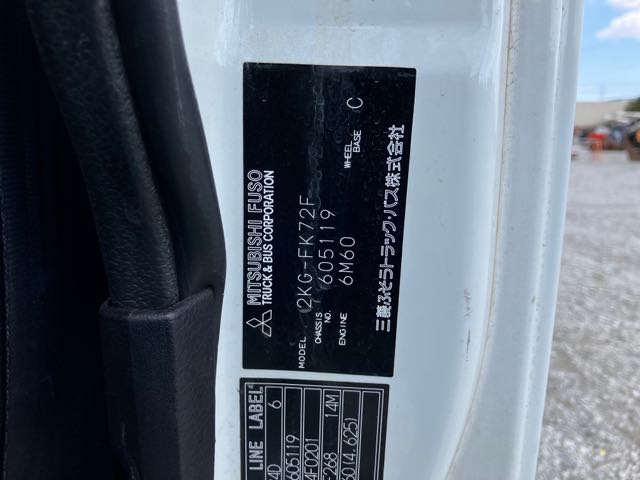 MITSUBISHI FUSO
TRUCK & BUS CORPORATION
MODEL 2KG-FK72F
CHASSIS NO. 605119
ENGINE 6M60 WHEEL BASE C
三菱ふそうトラック・バス株式会社
LINE LABEL
4D 6
605119
4F0201
-268 14M
50(4.625)